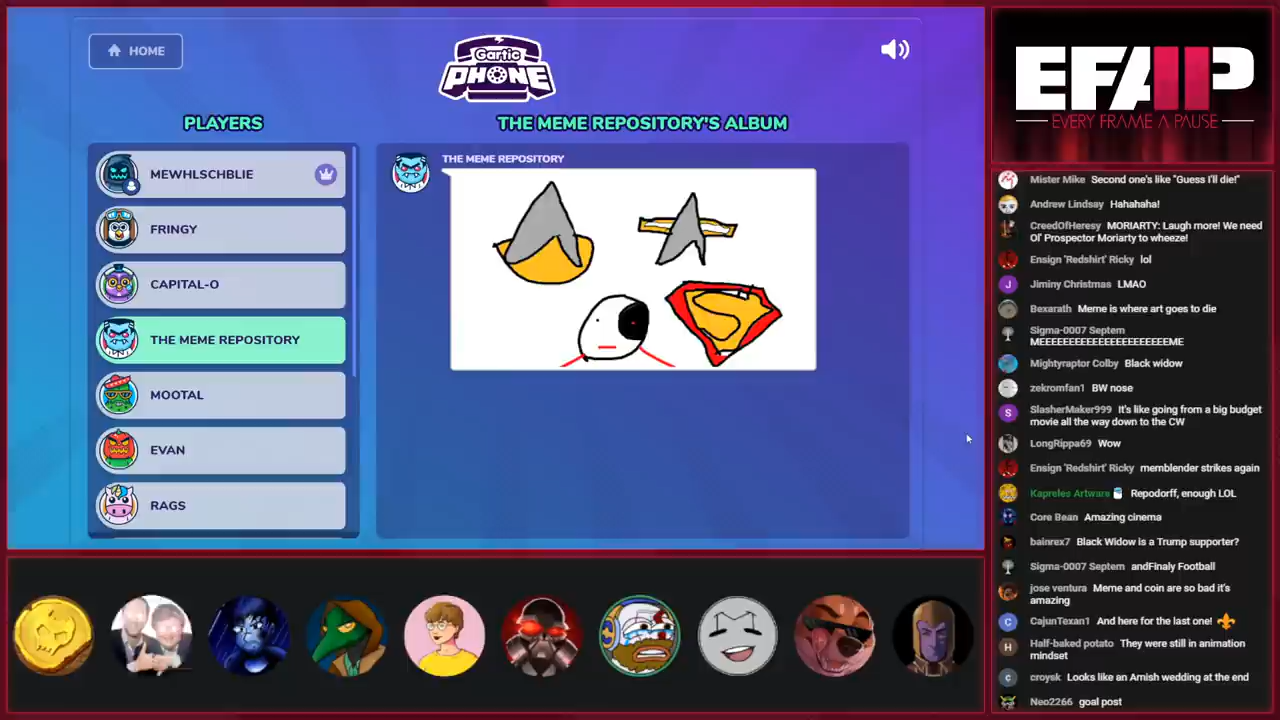 HOME
Gartic
PHONE
PLAYERS
MEWHLSCHBLIE
FRINGY
CAPITAL-O
THE MEME REPOSITORY
MOOTAL
EVAN
RAGS
THE MEME REPOSITORY'S ALBUM
THE MEME REPOSITORY
S
EFAP
EVERY FRAME A PAUSE
Mister Mike Second one's like "Guess I'll die!"
Andrew Lindsay Hahahaha!
CreedOfHeresy MORIARTY: Laugh more! We need
Ol' Prospector Moriarty to wheeze!
Ensign 'Redshirt' Ricky lol
J Jiminy Christmas LMAO
Bexarath Meme is where art goes to die
Sigma-0007 Septem
MEEEEEEEEEEEEEEEEEEEEEEME
Mightyraptor Colby Black widow
zekromfan1 BW nose
S SlasherMaker999 It's like going from a big budget
movie all the way down to the CW
LongRippa69 Wow
Ensign 'Redshirt' Ricky memblender strikes again
Kapreles Artwara Repodorff, enough LOL
Core Bean Amazing cinema
bainrex7 Black Widow is a Trump supporter?
Sigma-0007 Septem andFinaly Football
jose ventura Meme and coin are so bad it's
amazing
C CajunTexan1 And here for the last one!
H Half-baked potato They were still in animation
mindset
c croysk Looks like an Amish wedding at the end
Neo2266 goal post